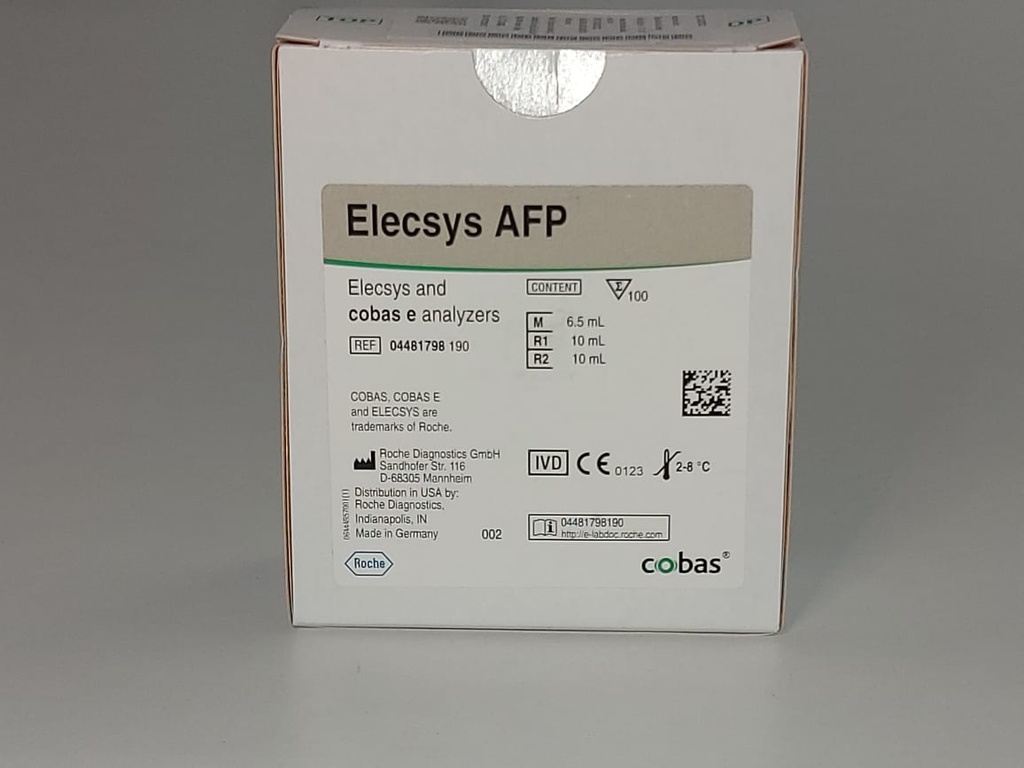 TOP
Elecsys AFP
Elecsys and
cobas e analyzers
REF 04481798 190
CONTENT Σ 100
M 6.5 mL
R1 10 mL
R2 10 mL
COBAS, COBAS E
and ELECSYS are
trademarks of Roche.
Roche Diagnostics GmbH
Sandhofer Str. 116
D-68305 Mannheim
Distribution in USA by:
Roche Diagnostics,
Indianapolis, IN
Made in Germany 002
IVD CE 0123 2-8 °C
04481798190
http://e-labdoc.roche.com
Roche
cobas®